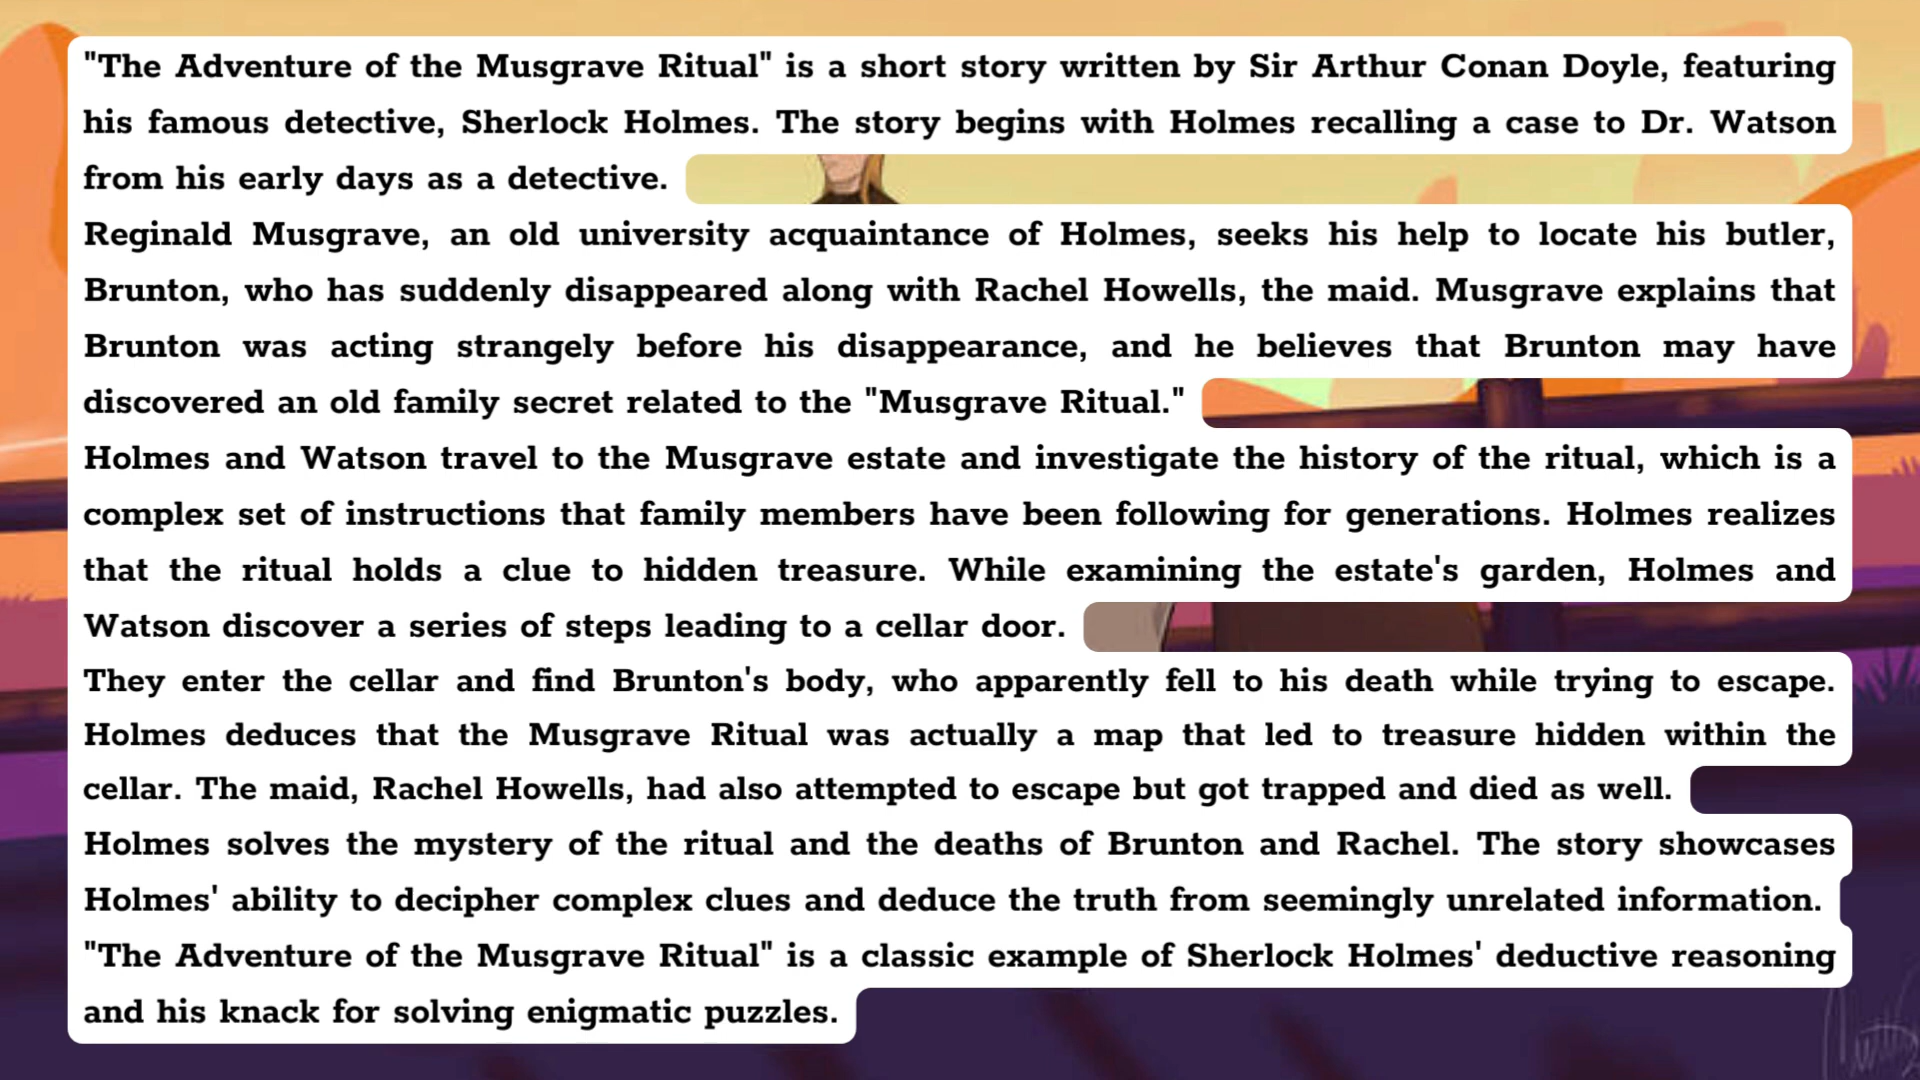 "The Adventure of the Musgrave Ritual" is a short story written by Sir Arthur Conan Doyle, featuring
his famous detective, Sherlock Holmes. The story begins with Holmes recalling a case to Dr. Watson
from his early days as a detective.
Reginald Musgrave, an old university acquaintance of Holmes, seeks his help to locate his butler,
Brunton, who has suddenly disappeared along with Rachel Howells, the maid. Musgrave explains that
Brunton was acting strangely before his disappearance, and he believes that Brunton may have
discovered an old family secret related to the "Musgrave Ritual."
Holmes and Watson travel to the Musgrave estate and investigate the history of the ritual, which is a
complex set of instructions that family members have been following for generations. Holmes realizes
that the ritual holds a clue to hidden treasure. While examining the estate's garden, Holmes and
Watson discover a series of steps leading to a cellar door.
They enter the cellar and find Brunton's body, who apparently fell to his death while trying to escape.
Holmes deduces that the Musgrave Ritual was actually a map that led to treasure hidden within the
cellar. The maid, Rachel Howells, had also attempted to escape but got trapped and died as well.
Holmes solves the mystery of the ritual and the deaths of Brunton and Rachel. The story showcases
Holmes' ability to decipher complex clues and deduce the truth from seemingly unrelated information.
"The Adventure of the Musgrave Ritual" is a classic example of Sherlock Holmes' deductive reasoning
and his knack for solving enigmatic puzzles.